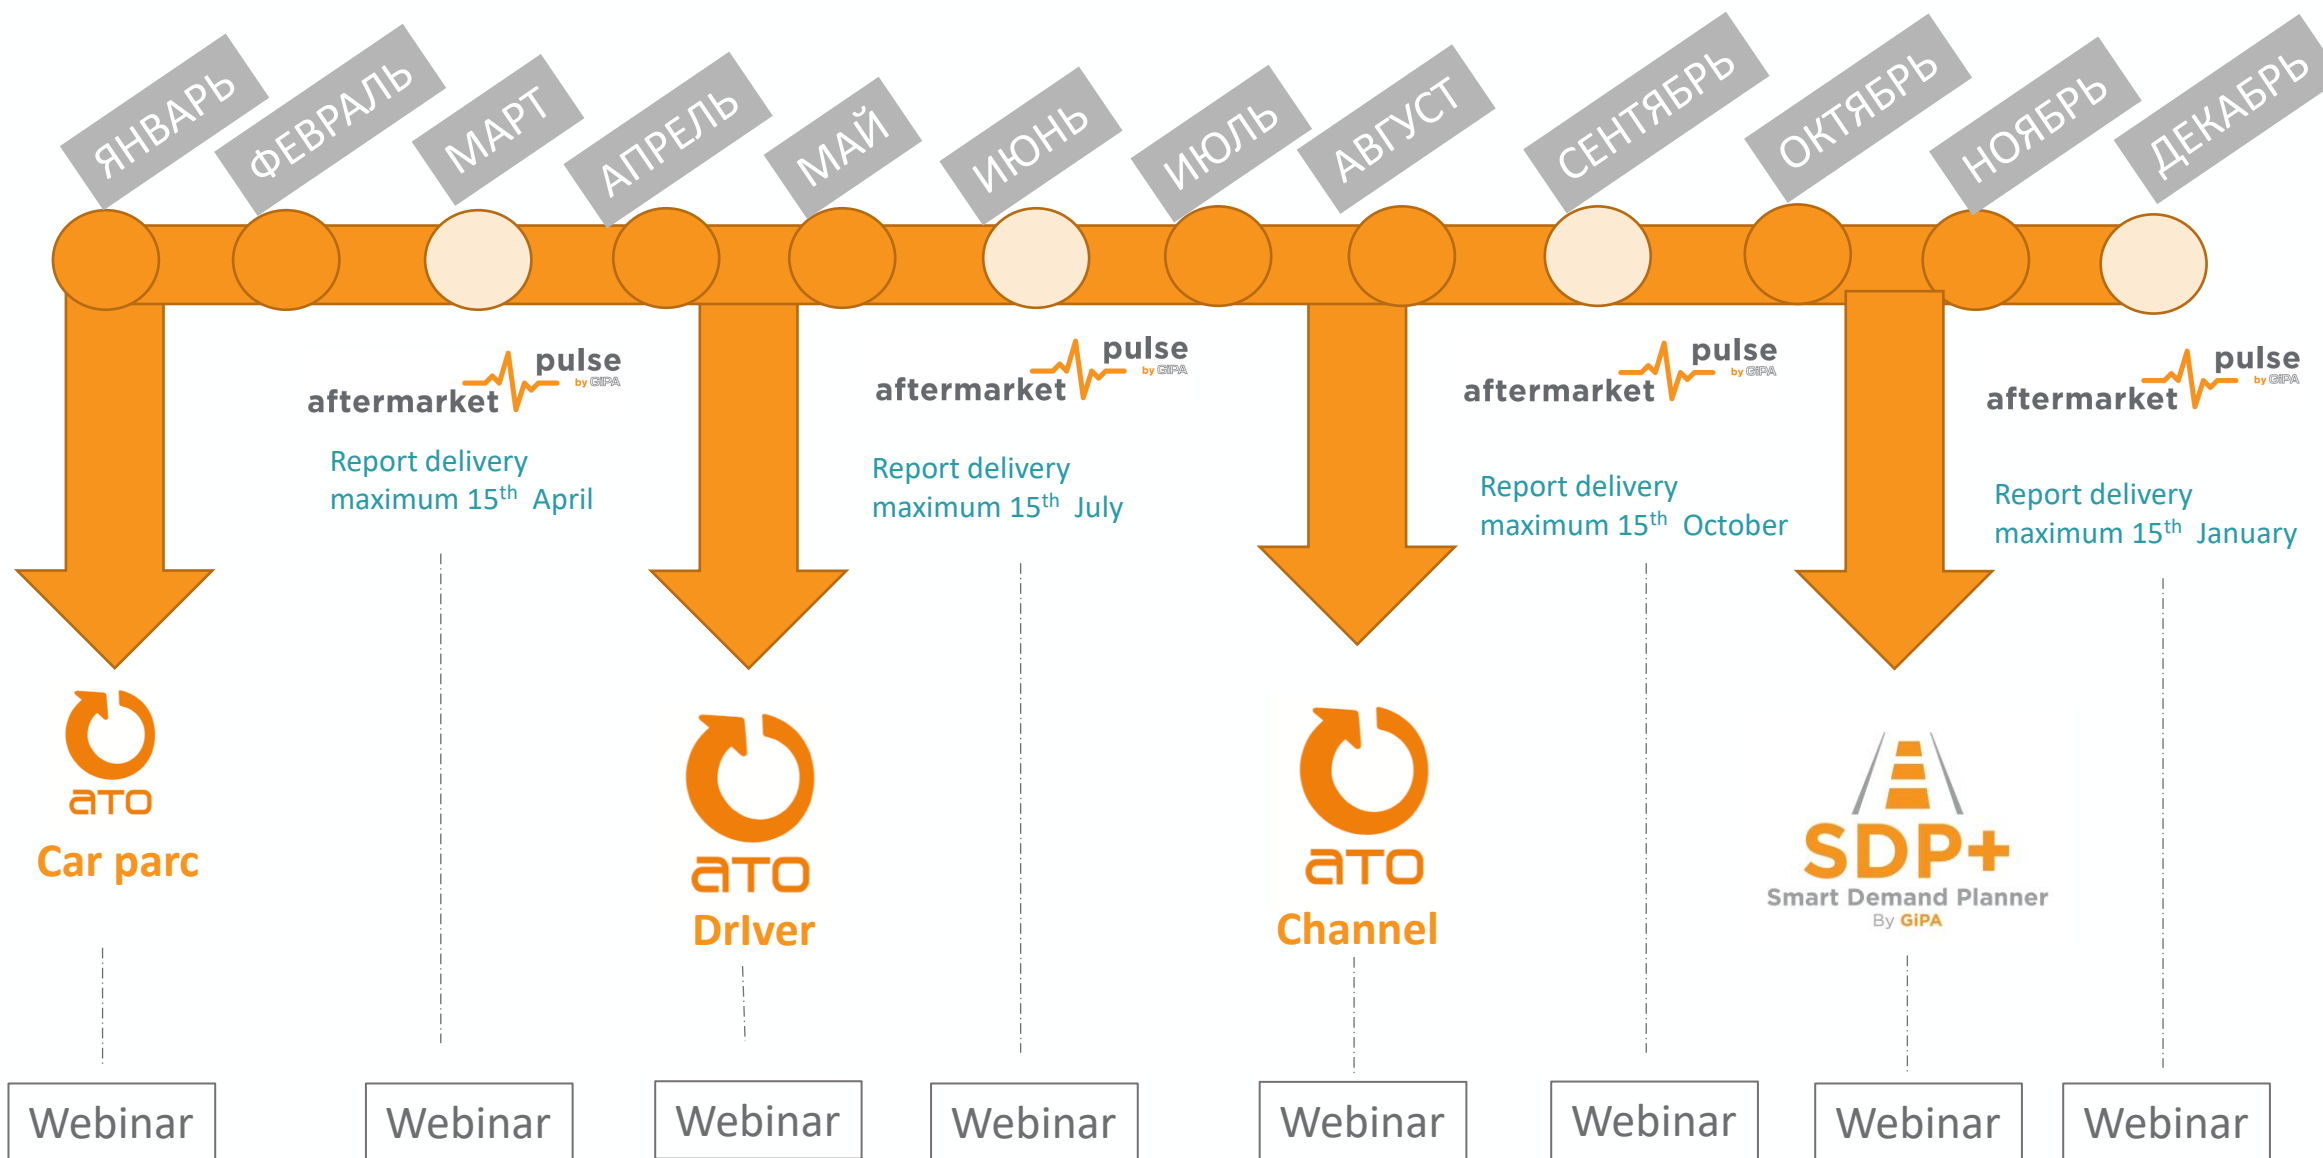 ЯНВАРЬ
ФЕВРАЛЬ
МАРТ
АПРЕЛЬ
МАЙ
ИЮНЬ
ИЮЛЬ
АВГУСТ
СЕНТЯБРЬ
ОКТЯБРЬ
НОЯБРЬ
ДЕКАБРЬ
aftermarket pulse
by GiPA
Report delivery
maximum 15th April
aftermarket pulse
by GiPA
Report delivery
maximum 15th July
aftermarket pulse
by GiPA
Report delivery
maximum 15th October
aftermarket pulse
by GiPA
Report delivery
maximum 15th January
aTO
Car parc
aTO
DrIver
aTO
Channel
SDP+
Smart Demand Planner
By GiPA
Webinar
Webinar
Webinar
Webinar
Webinar
Webinar
Webinar
Webinar